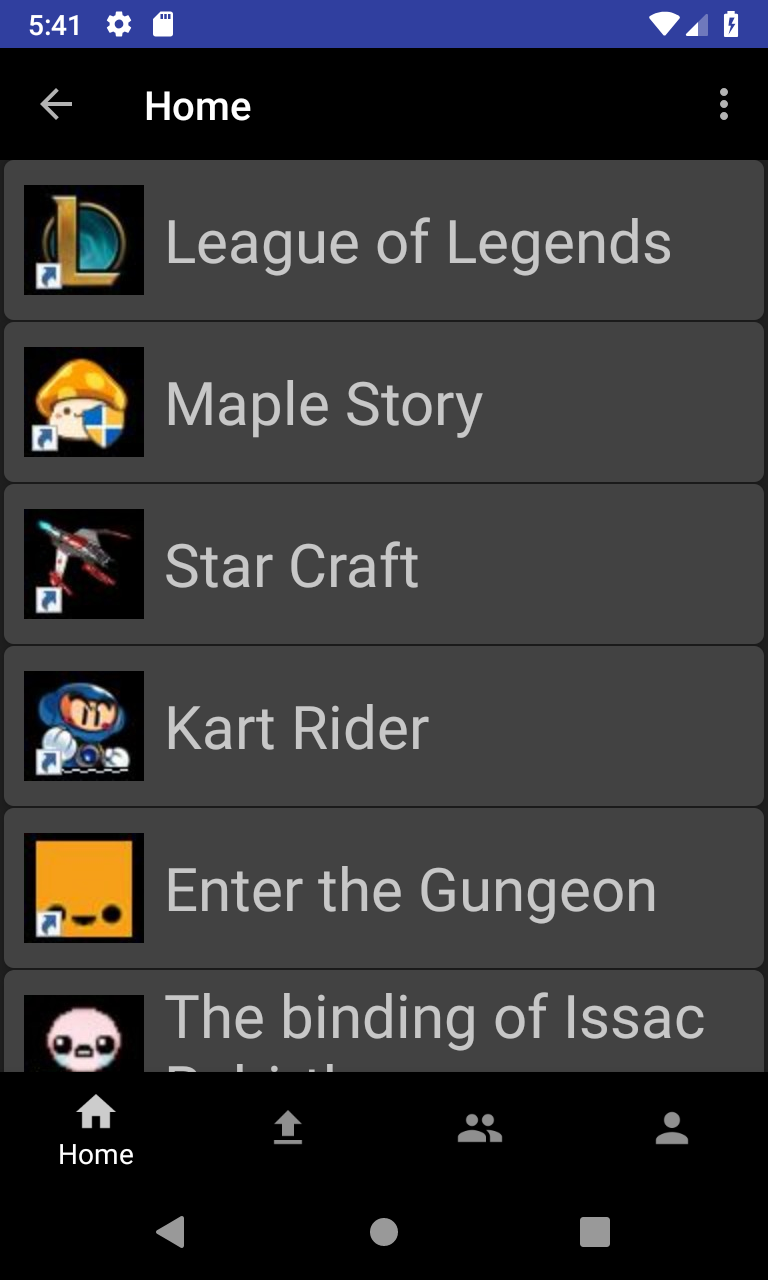 5:41
Home
League of Legends
Maple Story
Star Craft
Kart Rider
Enter the Gungeon
The binding of Issac
Home